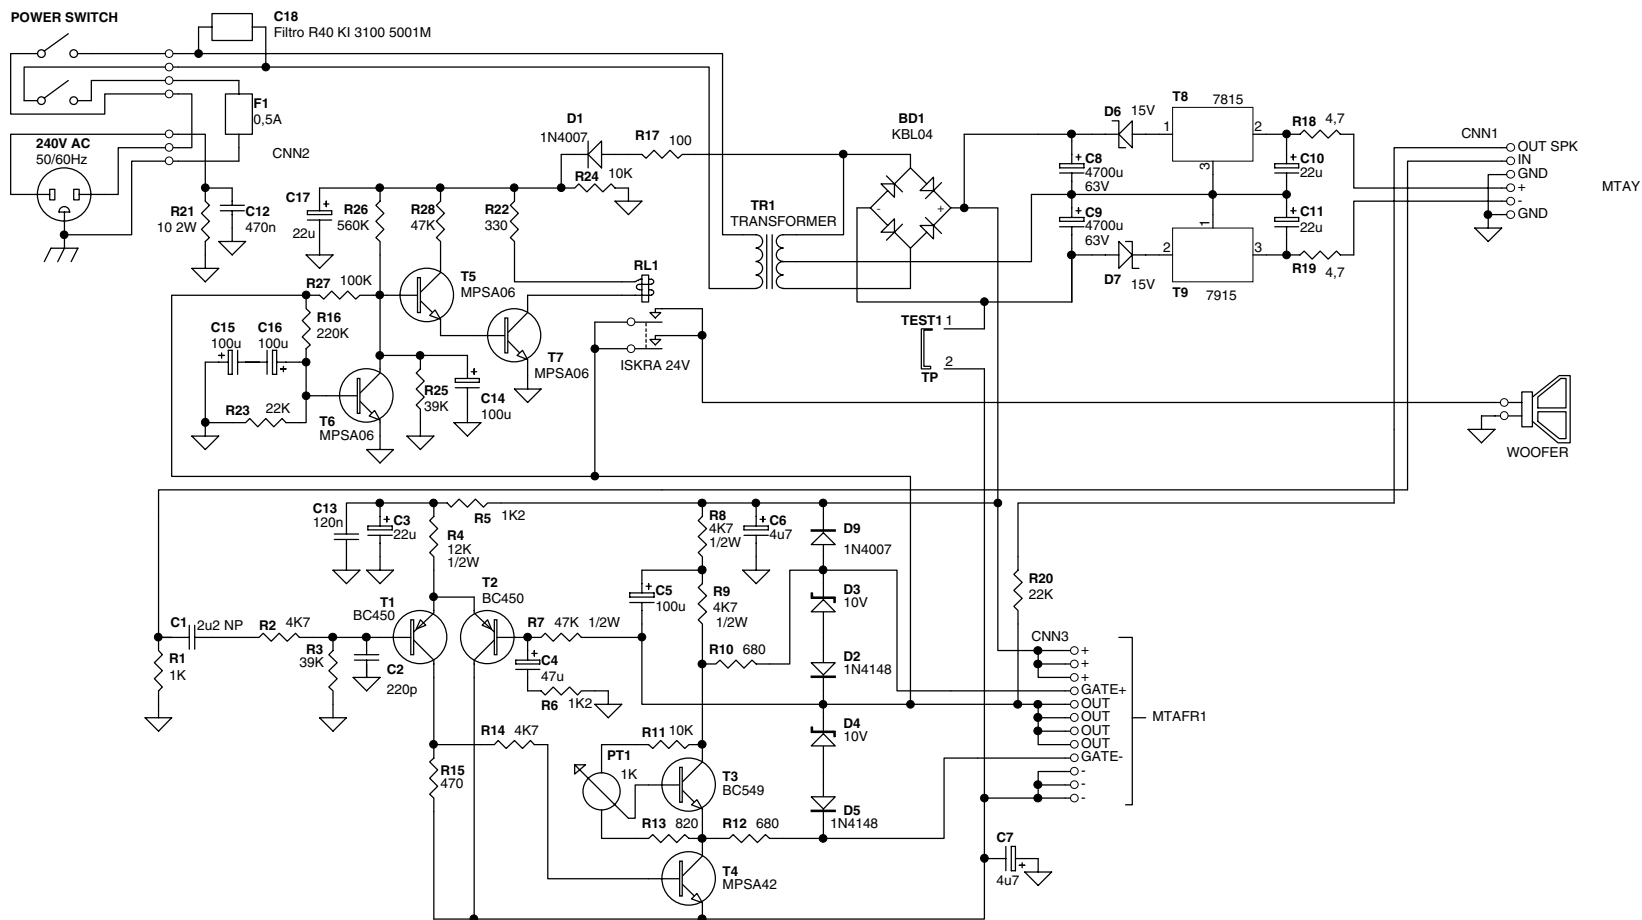 POWER SWITCH
C18
Filtro R40 KI 3100 5001M
F1
0,5A
240V AC
50/60Hz
CNN2
R21
10 2W
C12
470n
C17
22u
D1
1N4007
R17 100
R24
10K
R26
560K
R28
47K
R22
330
R27 100K
T5
MPSA06
RL1
R16
220K
C15
100u
C16
100u
T7
MPSA06
ISKRA 24V
R23 22K
T6
MPSA06
R25
39K
C14
100u
TR1
TRANSFORMER
BD1
KBL04
-
+
TEST1
1
2
TP
D6 15V
T8 7815
1
2
3
C8
4700u
63V
C9
4700u
63V
D7
15V
T9
7915
1
2
3
C10
22u
C11
22u
R18 4,7
R19 4,7
CNN1
OUT SPK
IN
GND
+
-
GND
MTAY
WOOFER
C13
120n
C3
22u
R4
12K
1/2W
R5 1K2
R8
4K7
1/2W
C6
4u7
D9
1N4007
T1
BC450
T2
BC450
C5
100u
R9
4K7
1/2W
D3
10V
R20
22K
C1 2u2 NP
R2 4K7
R3
39K
R1
1K
C2
220p
R7 47K 1/2W
C4
47u
R6 1K2
R10 680
D2
1N4148
CNN3
+
+
+
GATE+
OUT
OUT
OUT
OUT
GATE-
-
-
-
MTAFR1
R14 4K7
R15
470
R11 10K
PT1
1K
T3
BC549
D4
10V
D5
1N4148
R13 820
R12 680
T4
MPSA42
C7
4u7